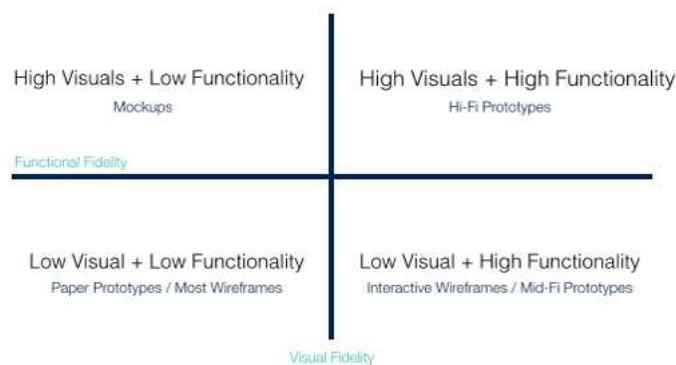 High Visuals + Low Functionality
Mockups
High Visuals + High Functionality
Hi-Fi Prototypes
Functional Fidelity
Low Visual + Low Functionality
Paper Prototypes / Most Wireframes
Low Visual + High Functionality
Interactive Wireframes / Mid-Fi Prototypes
Visual Fidelity